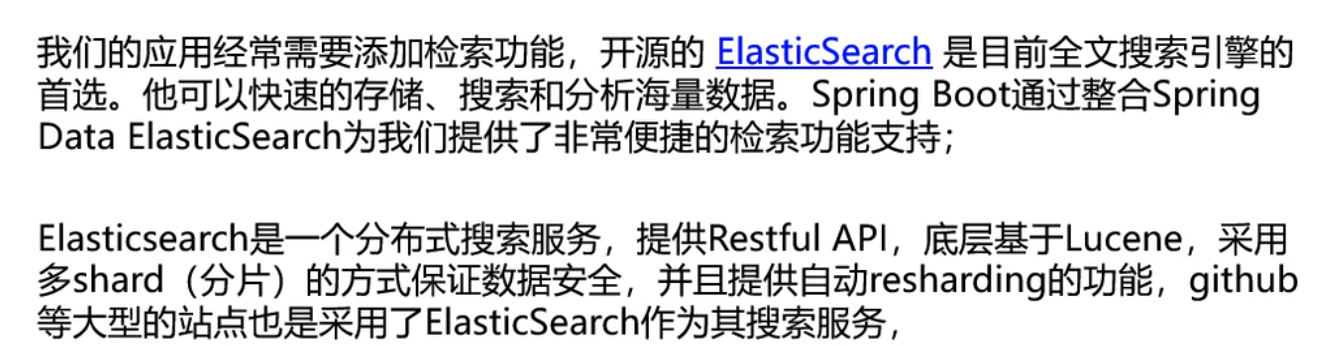 我们的应用经常需要添加检索功能，开源的 ElasticSearch 是目前全文搜索引擎的
首选。他可以快速的存储、搜索和分析海量数据。Spring Boot通过整合Spring
Data ElasticSearch为我们提供了非常便捷的检索功能支持；
Elasticsearch是一个分布式搜索服务，提供Restful API，底层基于Lucene，采用
多shard（分片）的方式保证数据安全，并且提供自动resharding的功能，github
等大型的站点也是采用了ElasticSearch作为其搜索服务，